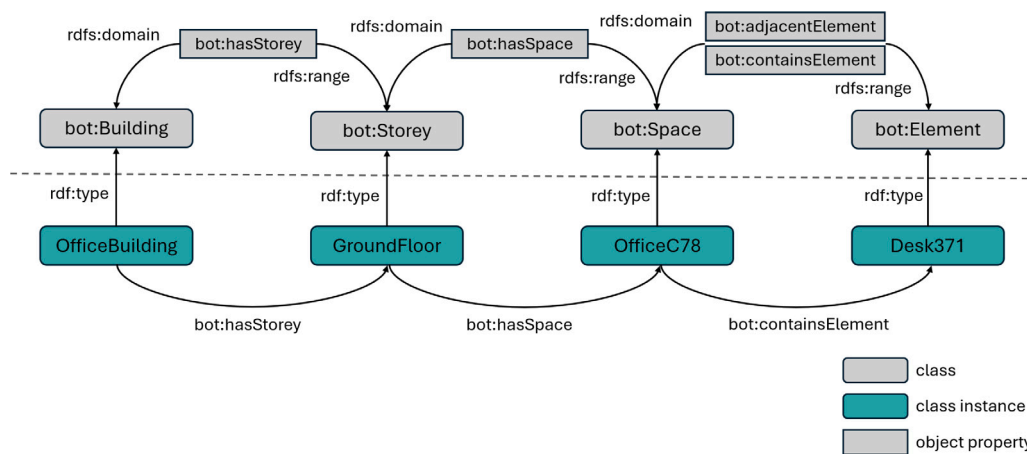 rdfs:domain
bot:hasStorey
rdfs:range
rdfs:domain
bot:hasSpace
rdfs:range
rdfs:domain
bot:adjacentElement
bot:containsElement
rdfs:range
bot:Building
bot:Storey
bot:Space
bot:Element
rdf:type
rdf:type
rdf:type
rdf:type
OfficeBuilding
GroundFloor
OfficeC78
Desk371
bot:hasStorey
bot:hasSpace
bot:containsElement
class
class instance
object property